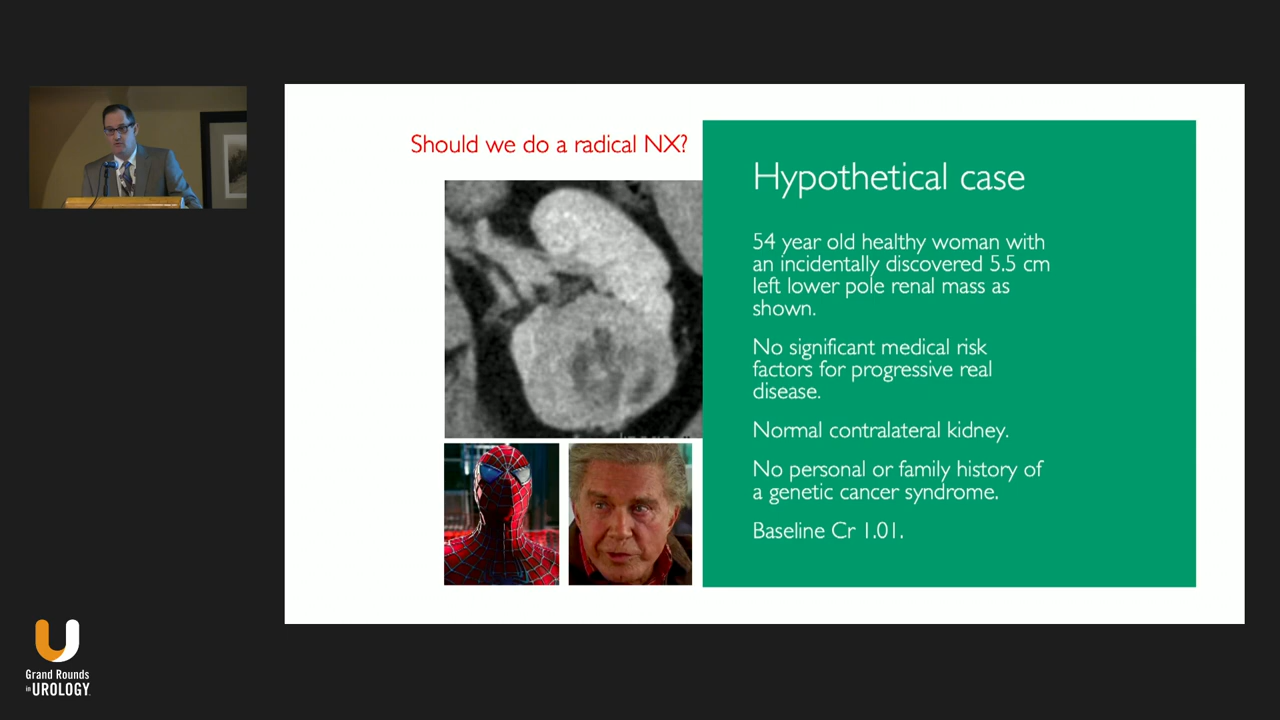 Should we do a radical NX?
Hypothetical case
54 year old healthy woman with
an incidentally discovered 5.5 cm
left lower pole renal mass as
shown.
No significant medical risk
factors for progressive real
disease.
Normal contralateral kidney.
No personal or family history of
a genetic cancer syndrome.
Baseline Cr 1.01.
Grand Rounds
in UROLOGY